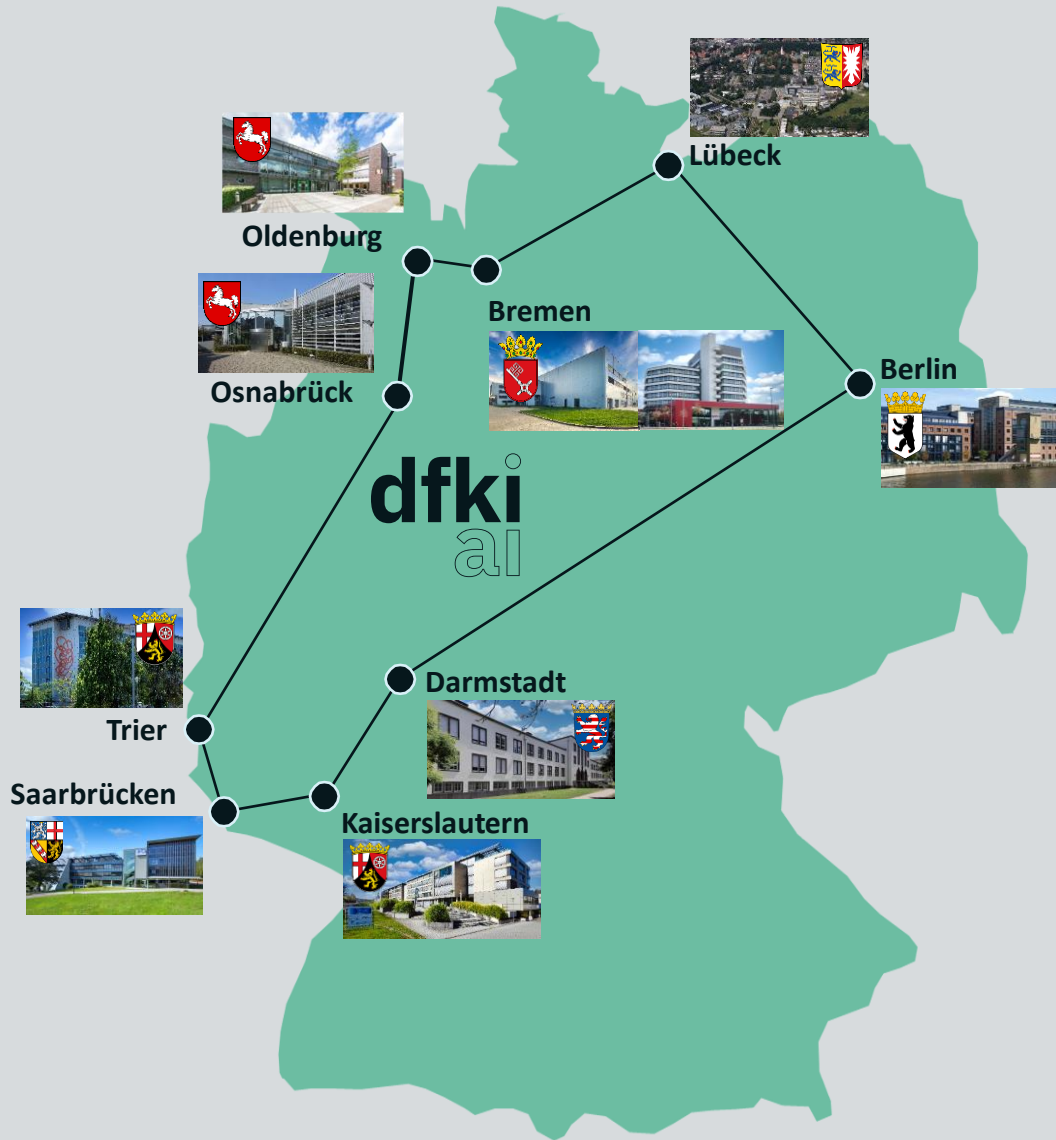 Lübeck
Oldenburg
Bremen
Osnabrück
Berlin
dfki
ai
Darmstadt
Trier
Saarbrücken
Kaiserslautern